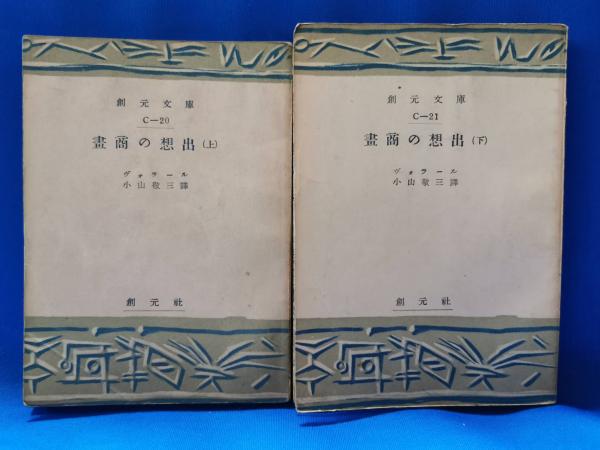 創元文庫
C—20
畫商の想出(上)
ヴォラール
小山敬三譯
創元社
創元文庫
C—21
畫商の想出(下)
ヴォラール
小山敬三譯
創元社